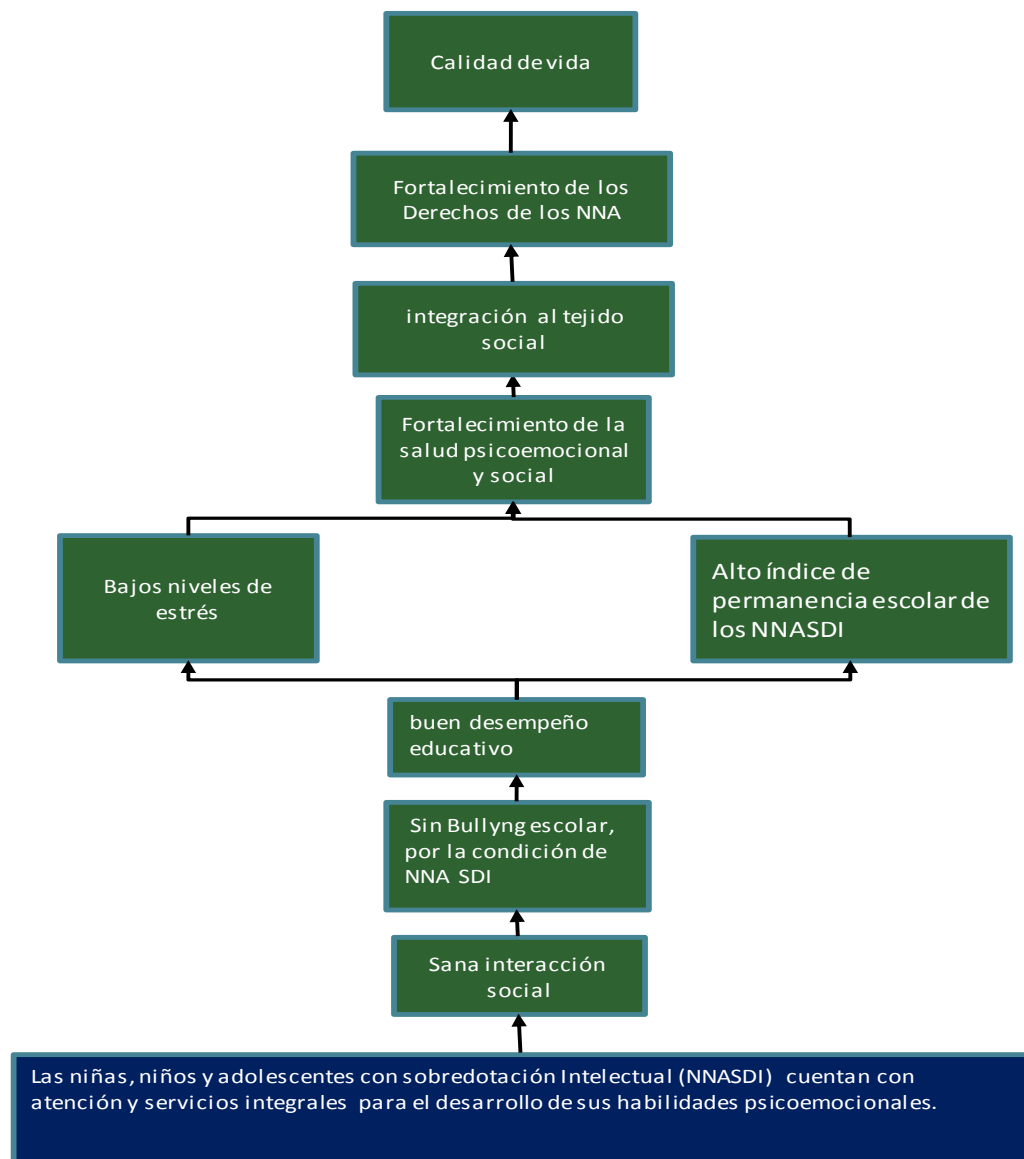 Calidad de vida
Fortalecimiento de los
Derechos de los NNA
integración al tejido
social
Fortalecimiento de la
salud psicoemocional
y social
Bajos niveles de
estrés
Alto índice de
permanencia escolar de
los NNASDI
buen desempeño
educativo
Sin Bullyng escolar,
por la condición de
NNA SDI
Sana interacción
social
Las niñas, niños y adolescentes con sobredotación Intelectual (NNASDI) cuentan con
atención y servicios integrales para el desarrollo de sus habilidades psicoemocionales.